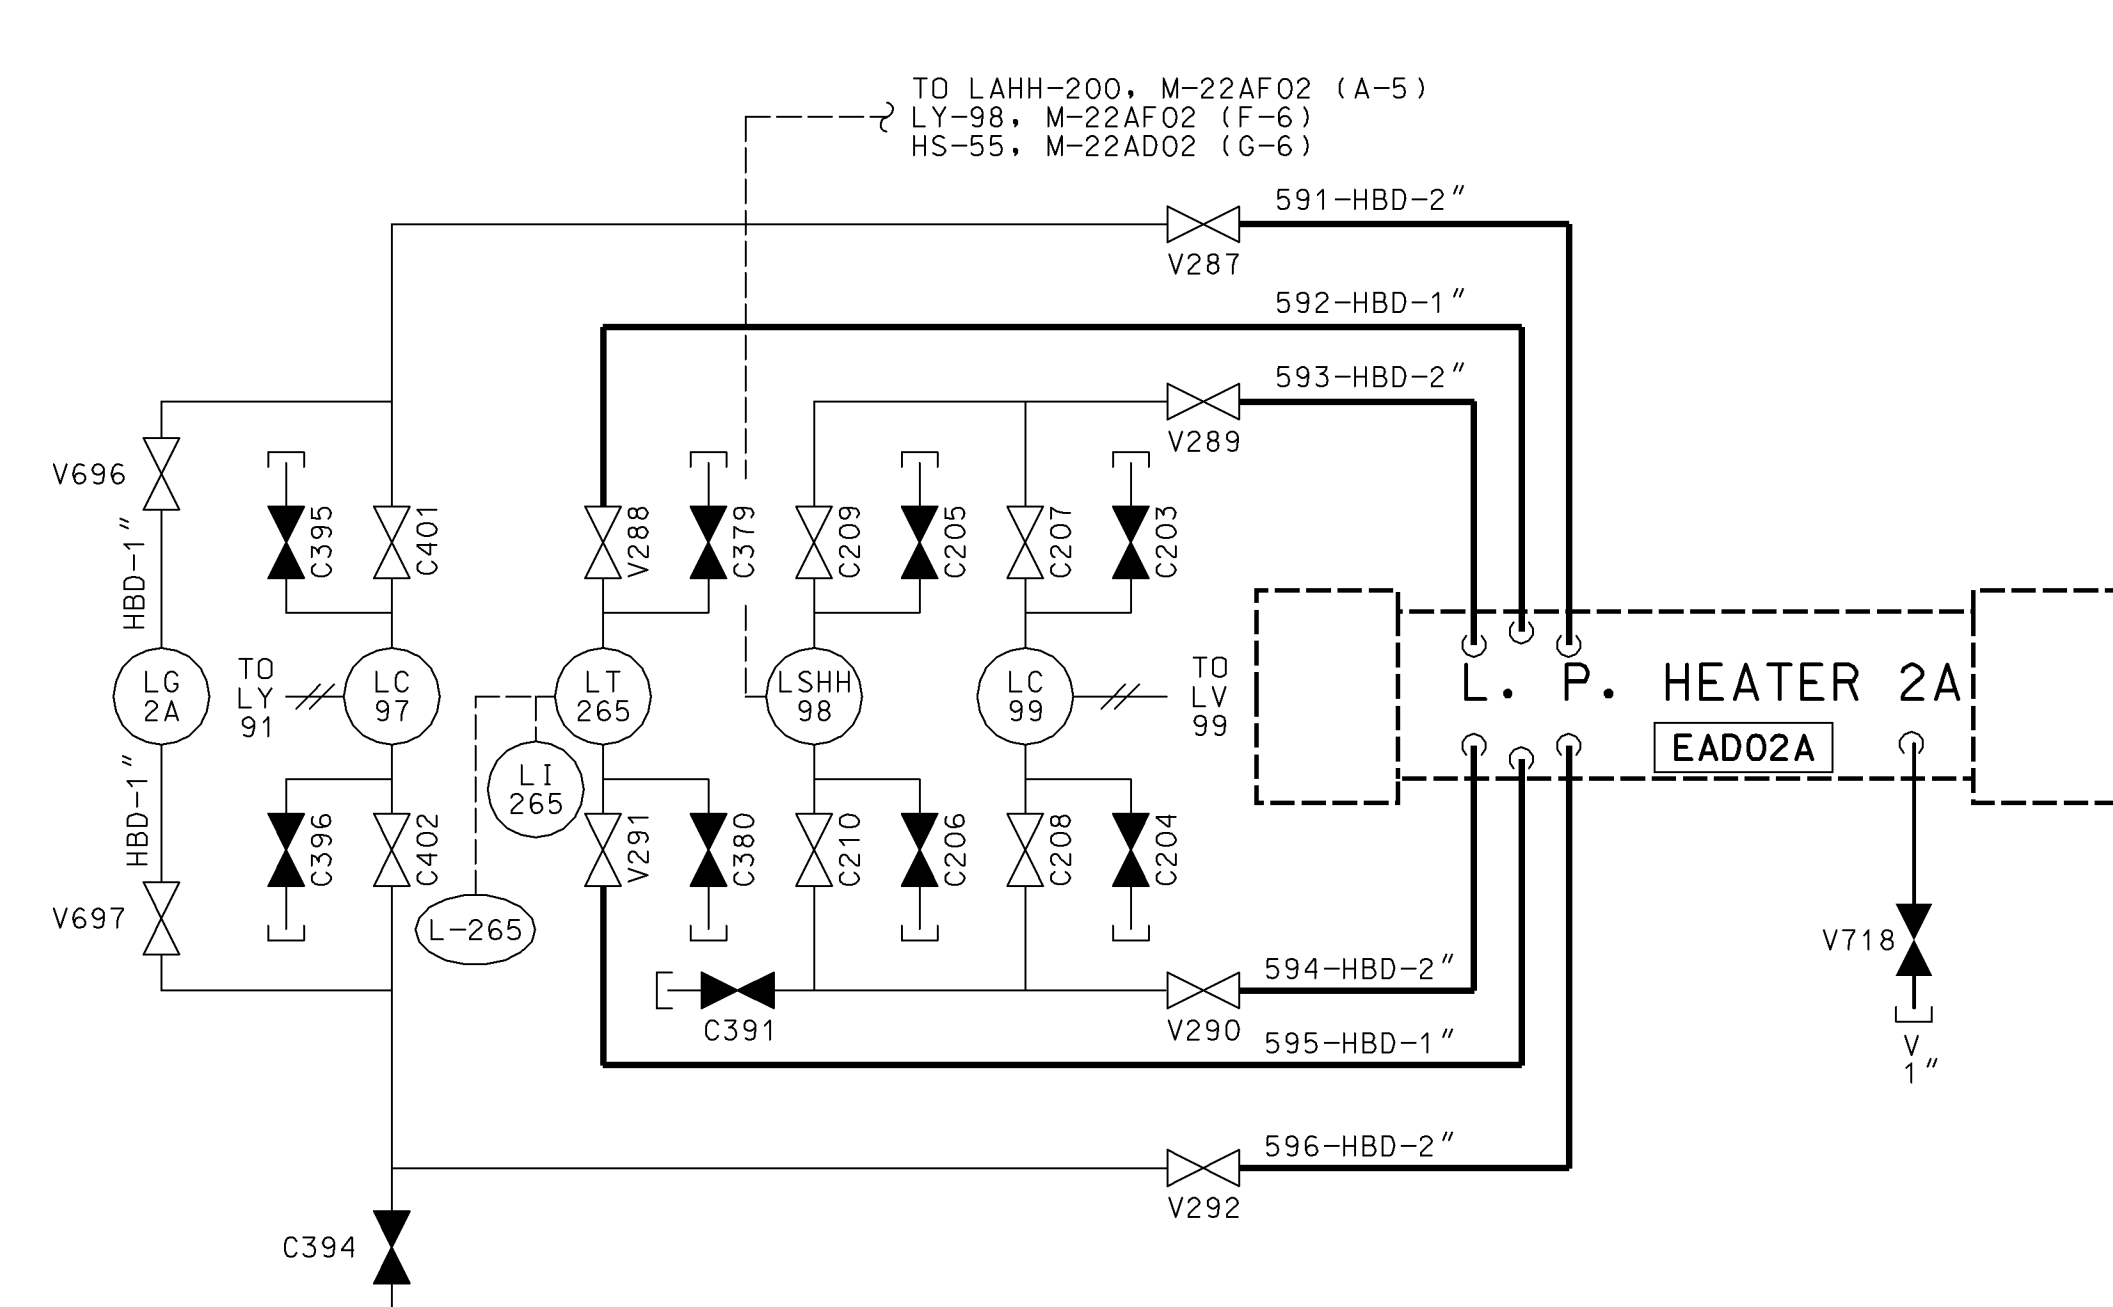 TO LAHH-200, M-22AF02 (A-5)
LY-98, M-22AF02 (F-6)
HS-55, M-22AD02 (G-6)
591-HBD-2"
V287
592-HBD-1"
593-HBD-2"
V289
V696
HBD-1"
C395
C401
V288
C379
C209
C205
C207
C203
LG
2A
TO
LY
91
LC
97
LT
265
LSHH
98
LC
99
TO
LV
99
L. P. HEATER 2A
EAD02A
LI
265
HBD-1"
C396
C402
V291
C380
C210
C206
C208
C204
V697
L-265
V718
594-HBD-2"
C391
V290
595-HBD-1"
V
1"
596-HBD-2"
V292
C394